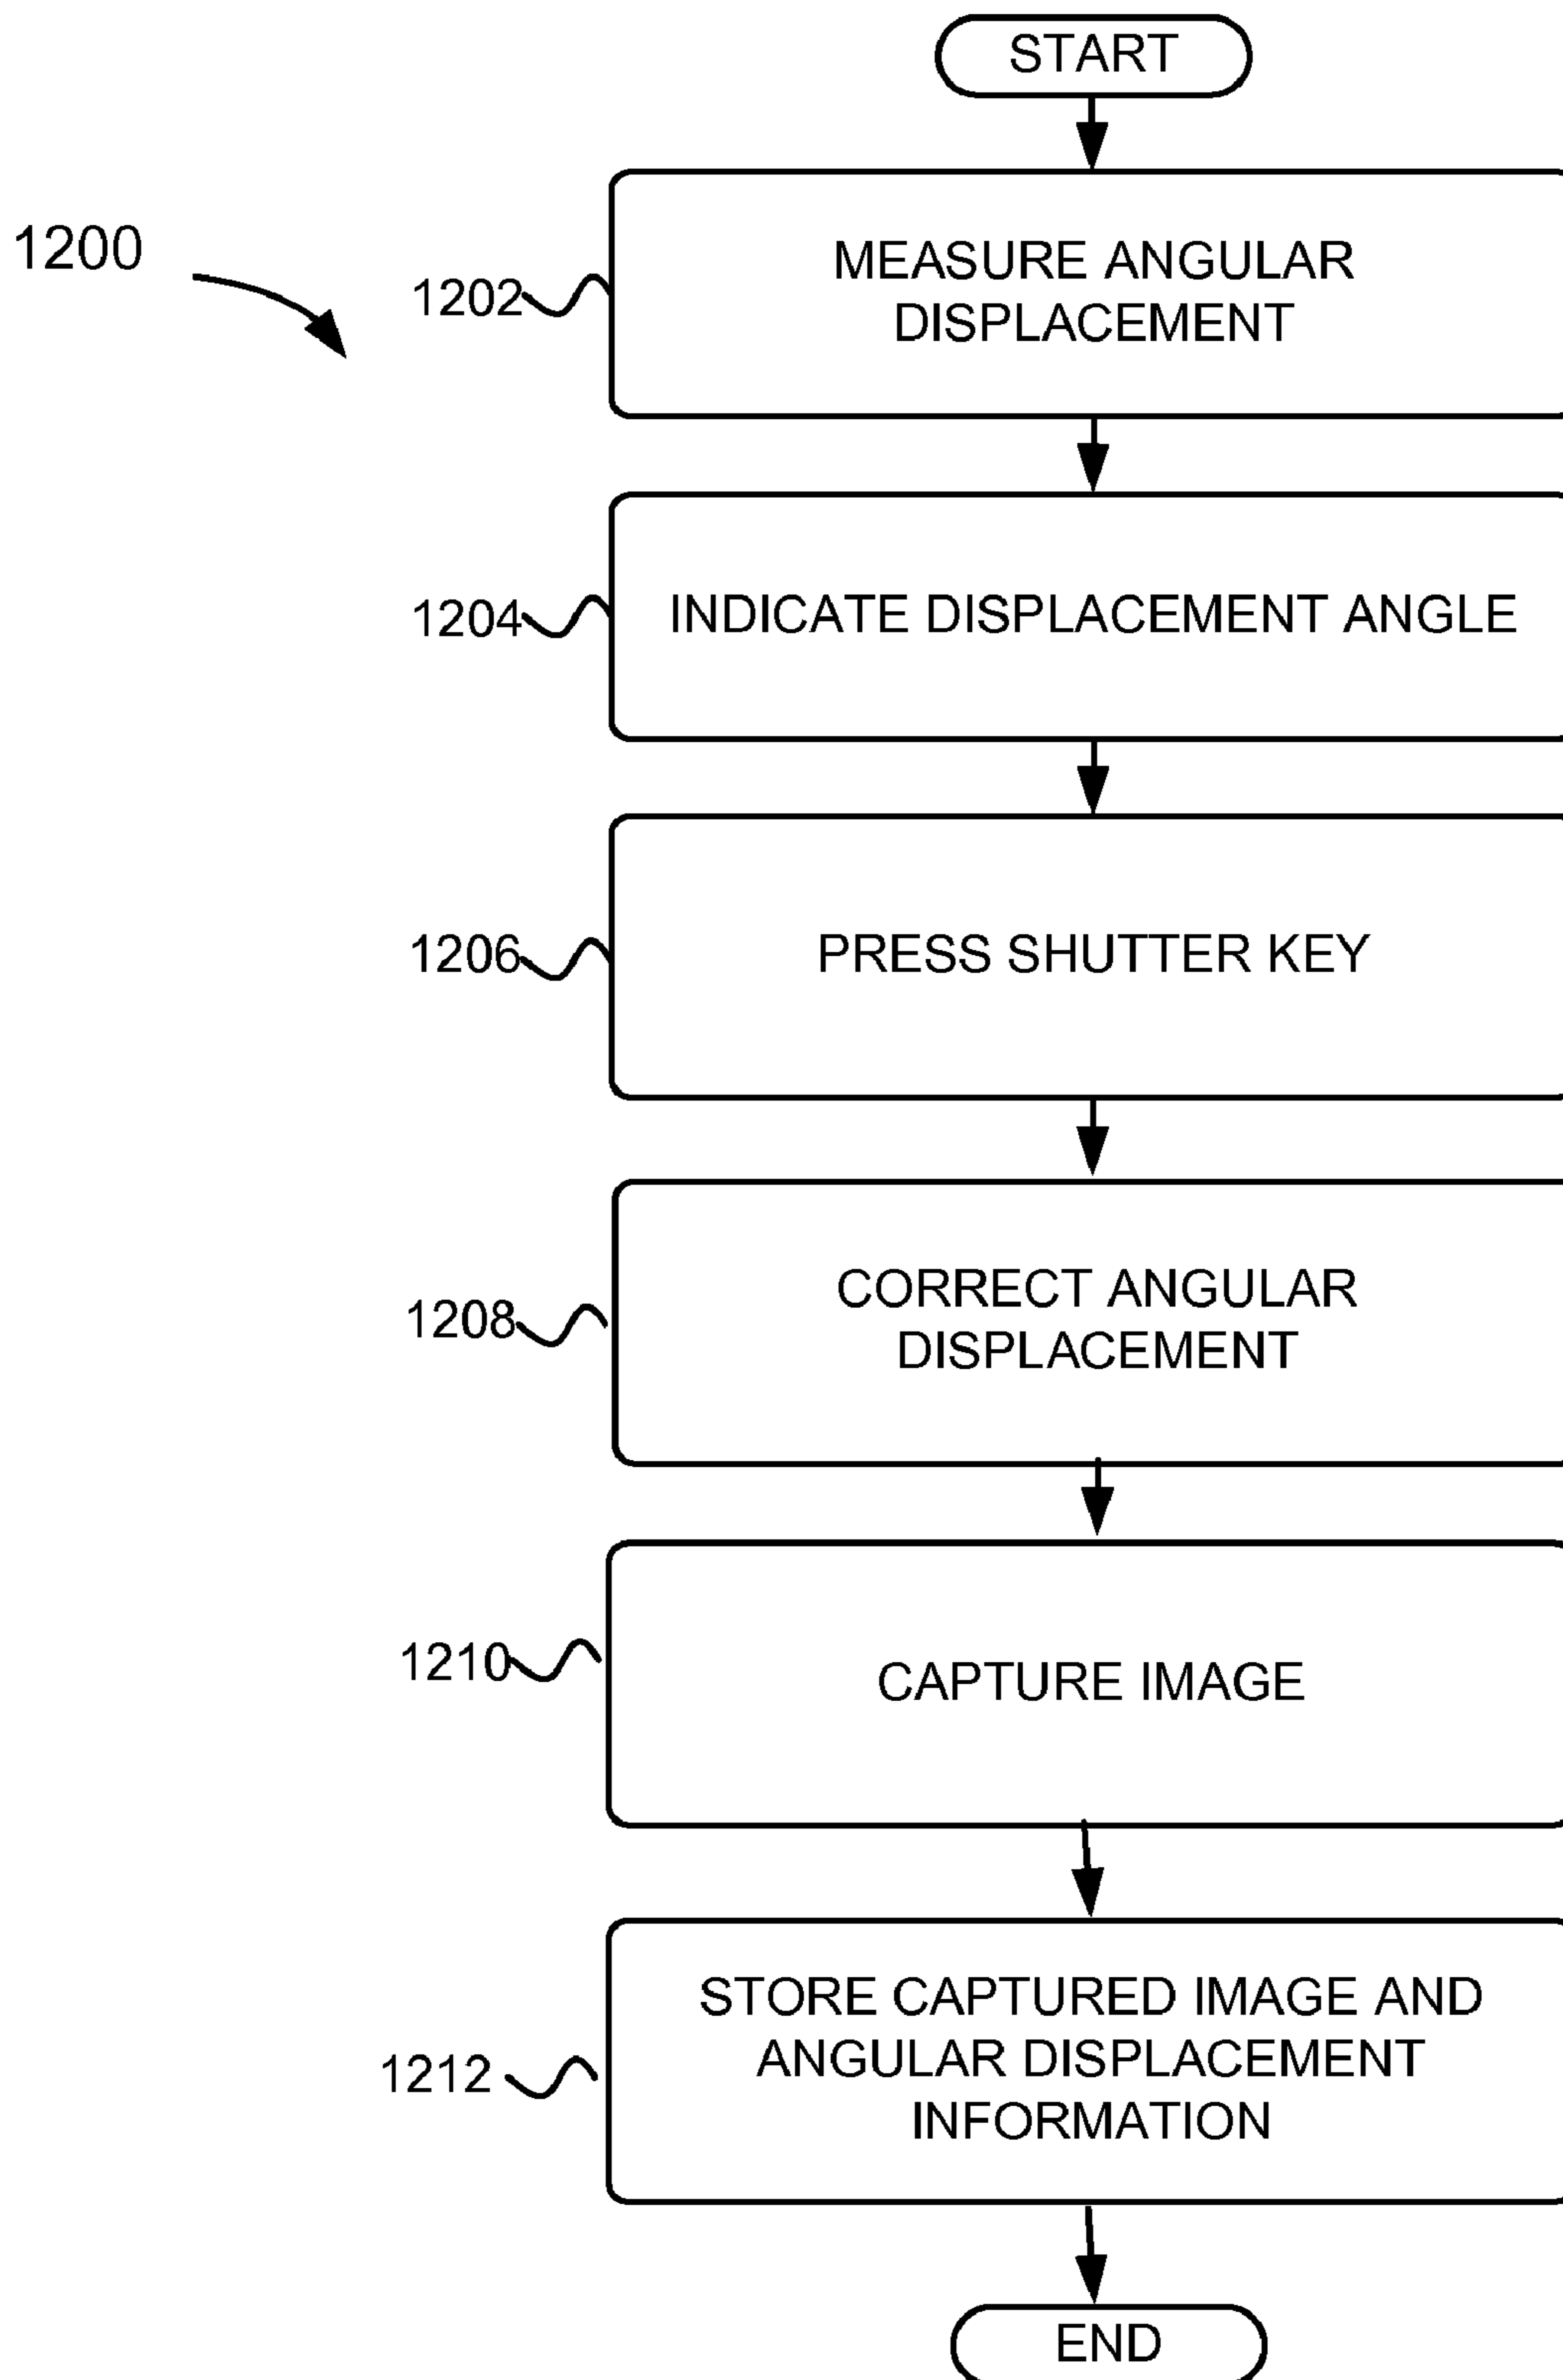 START
1200
1202
MEASURE ANGULAR
DISPLACEMENT
1204
INDICATE DISPLACEMENT ANGLE
1206
PRESS SHUTTER KEY
1208
CORRECT ANGULAR
DISPLACEMENT
1210
CAPTURE IMAGE
1212
STORE CAPTURED IMAGE AND
ANGULAR DISPLACEMENT
INFORMATION
END